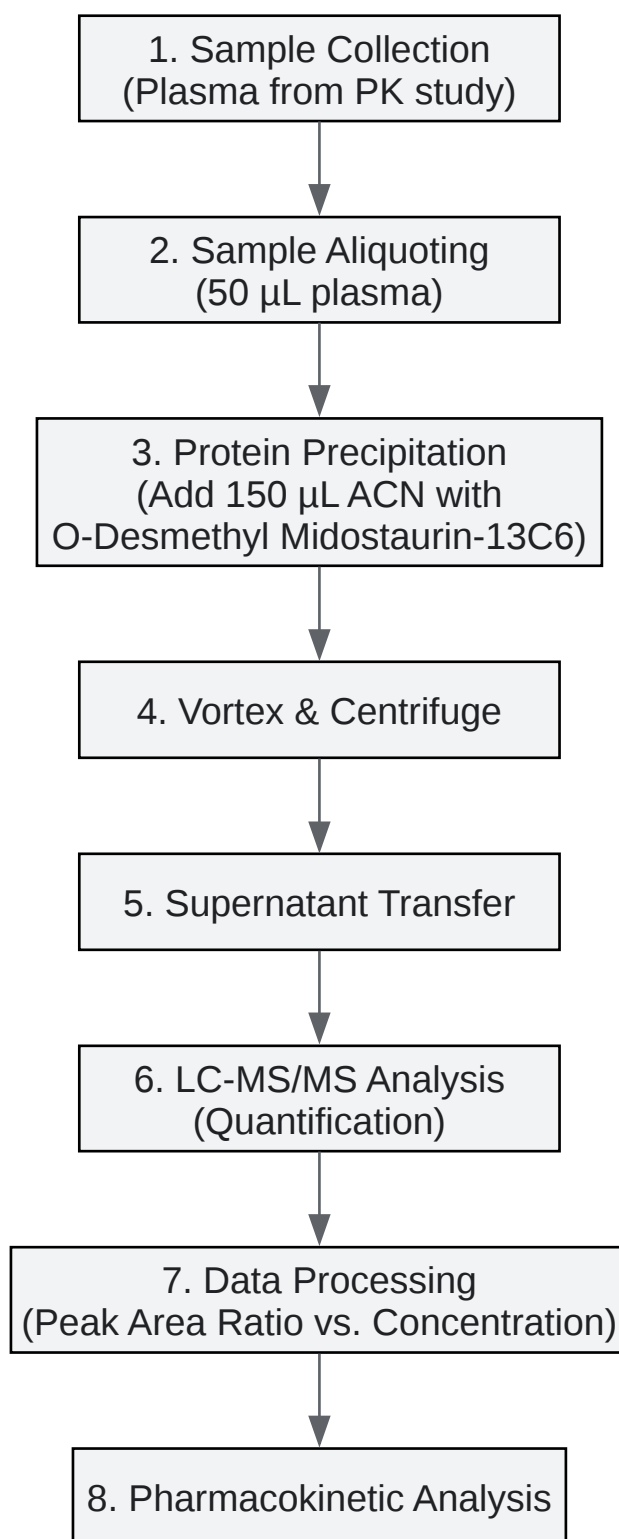 1. Sample Collection
(Plasma from PK study)
2. Sample Aliquoting
(50 µL plasma)
3. Protein Precipitation
(Add 150 µL ACN with
O-Desmethyl Midostaurin-13C6)
4. Vortex & Centrifuge
5. Supernatant Transfer
6. LC-MS/MS Analysis
(Quantification)
7. Data Processing
(Peak Area Ratio vs. Concentration)
8. Pharmacokinetic Analysis